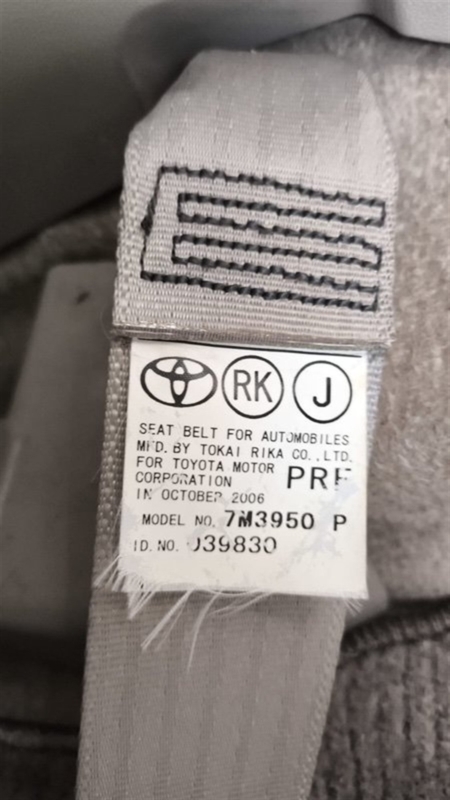 RK J
SEAT BELT FOR AUTOMOBILES
MFD. BY TOKAI RIKA CO.,LTD.
FOR TOYOTA MOTOR
CORPORATION PRE
IN OCTOBER 2006
MODEL NO. 7M3950 P
ID. NO. 039830